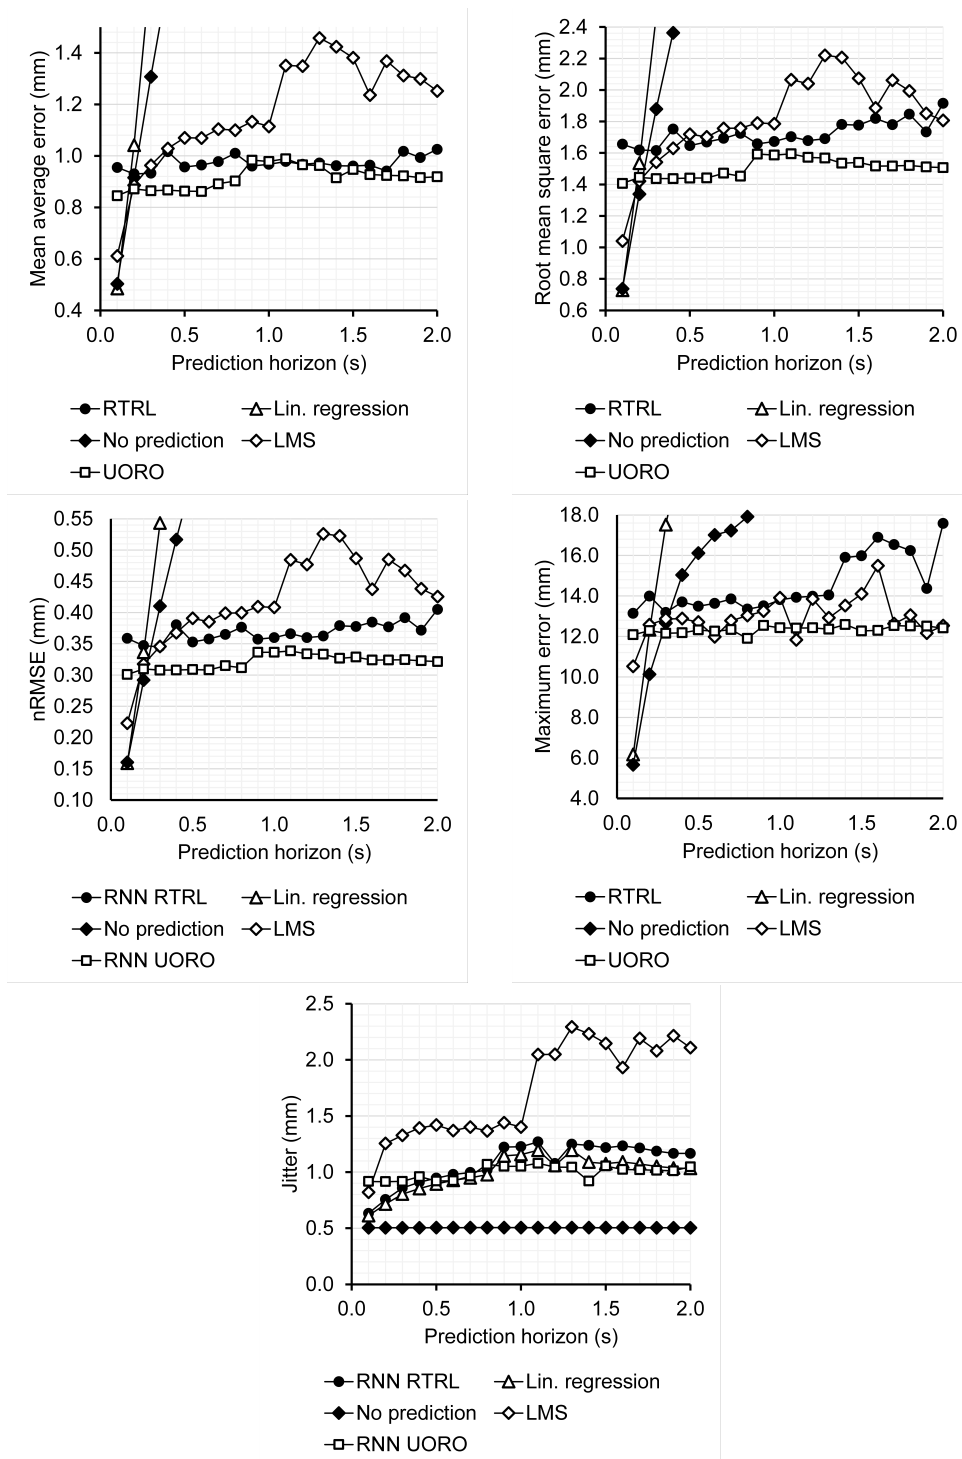 Mean average error (mm)
1.4
1.2
1.0
0.8
0.6
0.4
0.0 0.5 1.0 1.5 2.0
Prediction horizon (s)
RTRL Lin. regression
No prediction LMS
UORO
Root mean square error (mm)
2.4
2.2
2.0
1.8
1.6
1.4
1.2
1.0
0.8
0.6
0.0 0.5 1.0 1.5 2.0
Prediction horizon (s)
RTRL Lin. regression
No prediction LMS
UORO
nRMSE (mm)
0.55
0.50
0.45
0.40
0.35
0.30
0.25
0.20
0.15
0.10
0.0 0.5 1.0 1.5 2.0
Prediction horizon (s)
RNN RTRL Lin. regression
No prediction LMS
RNN UORO
Maximum error (mm)
18.0
16.0
14.0
12.0
10.0
8.0
6.0
4.0
0.0 0.5 1.0 1.5 2.0
Prediction horizon (s)
RTRL Lin. regression
No prediction LMS
UORO
Jitter (mm)
2.5
2.0
1.5
1.0
0.5
0.0
0.0 0.5 1.0 1.5 2.0
Prediction horizon (s)
RNN RTRL Lin. regression
No prediction LMS
RNN UORO